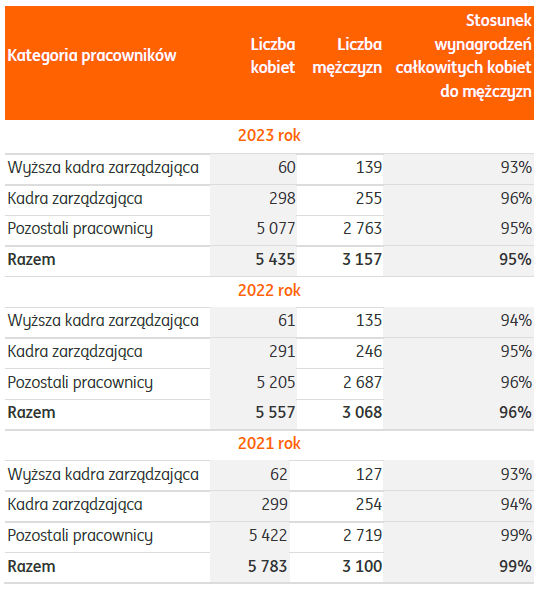 Kategoria pracowników Liczba kobiet Liczba mężczyzn Stosunek wynagrodzeń całkowitych kobiet do mężczyzn
2023 rok
Wyższa kadra zarządzająca 60 139 93%
Kadra zarządzająca 298 255 96%
Pozostali pracownicy 5 077 2 763 95%
Razem 5 435 3 157 95%
2022 rok
Wyższa kadra zarządzająca 61 135 94%
Kadra zarządzająca 291 246 95%
Pozostali pracownicy 5 205 2 687 96%
Razem 5 557 3 068 96%
2021 rok
Wyższa kadra zarządzająca 62 127 93%
Kadra zarządzająca 299 254 94%
Pozostali pracownicy 5 422 2 719 99%
Razem 5 783 3 100 99%